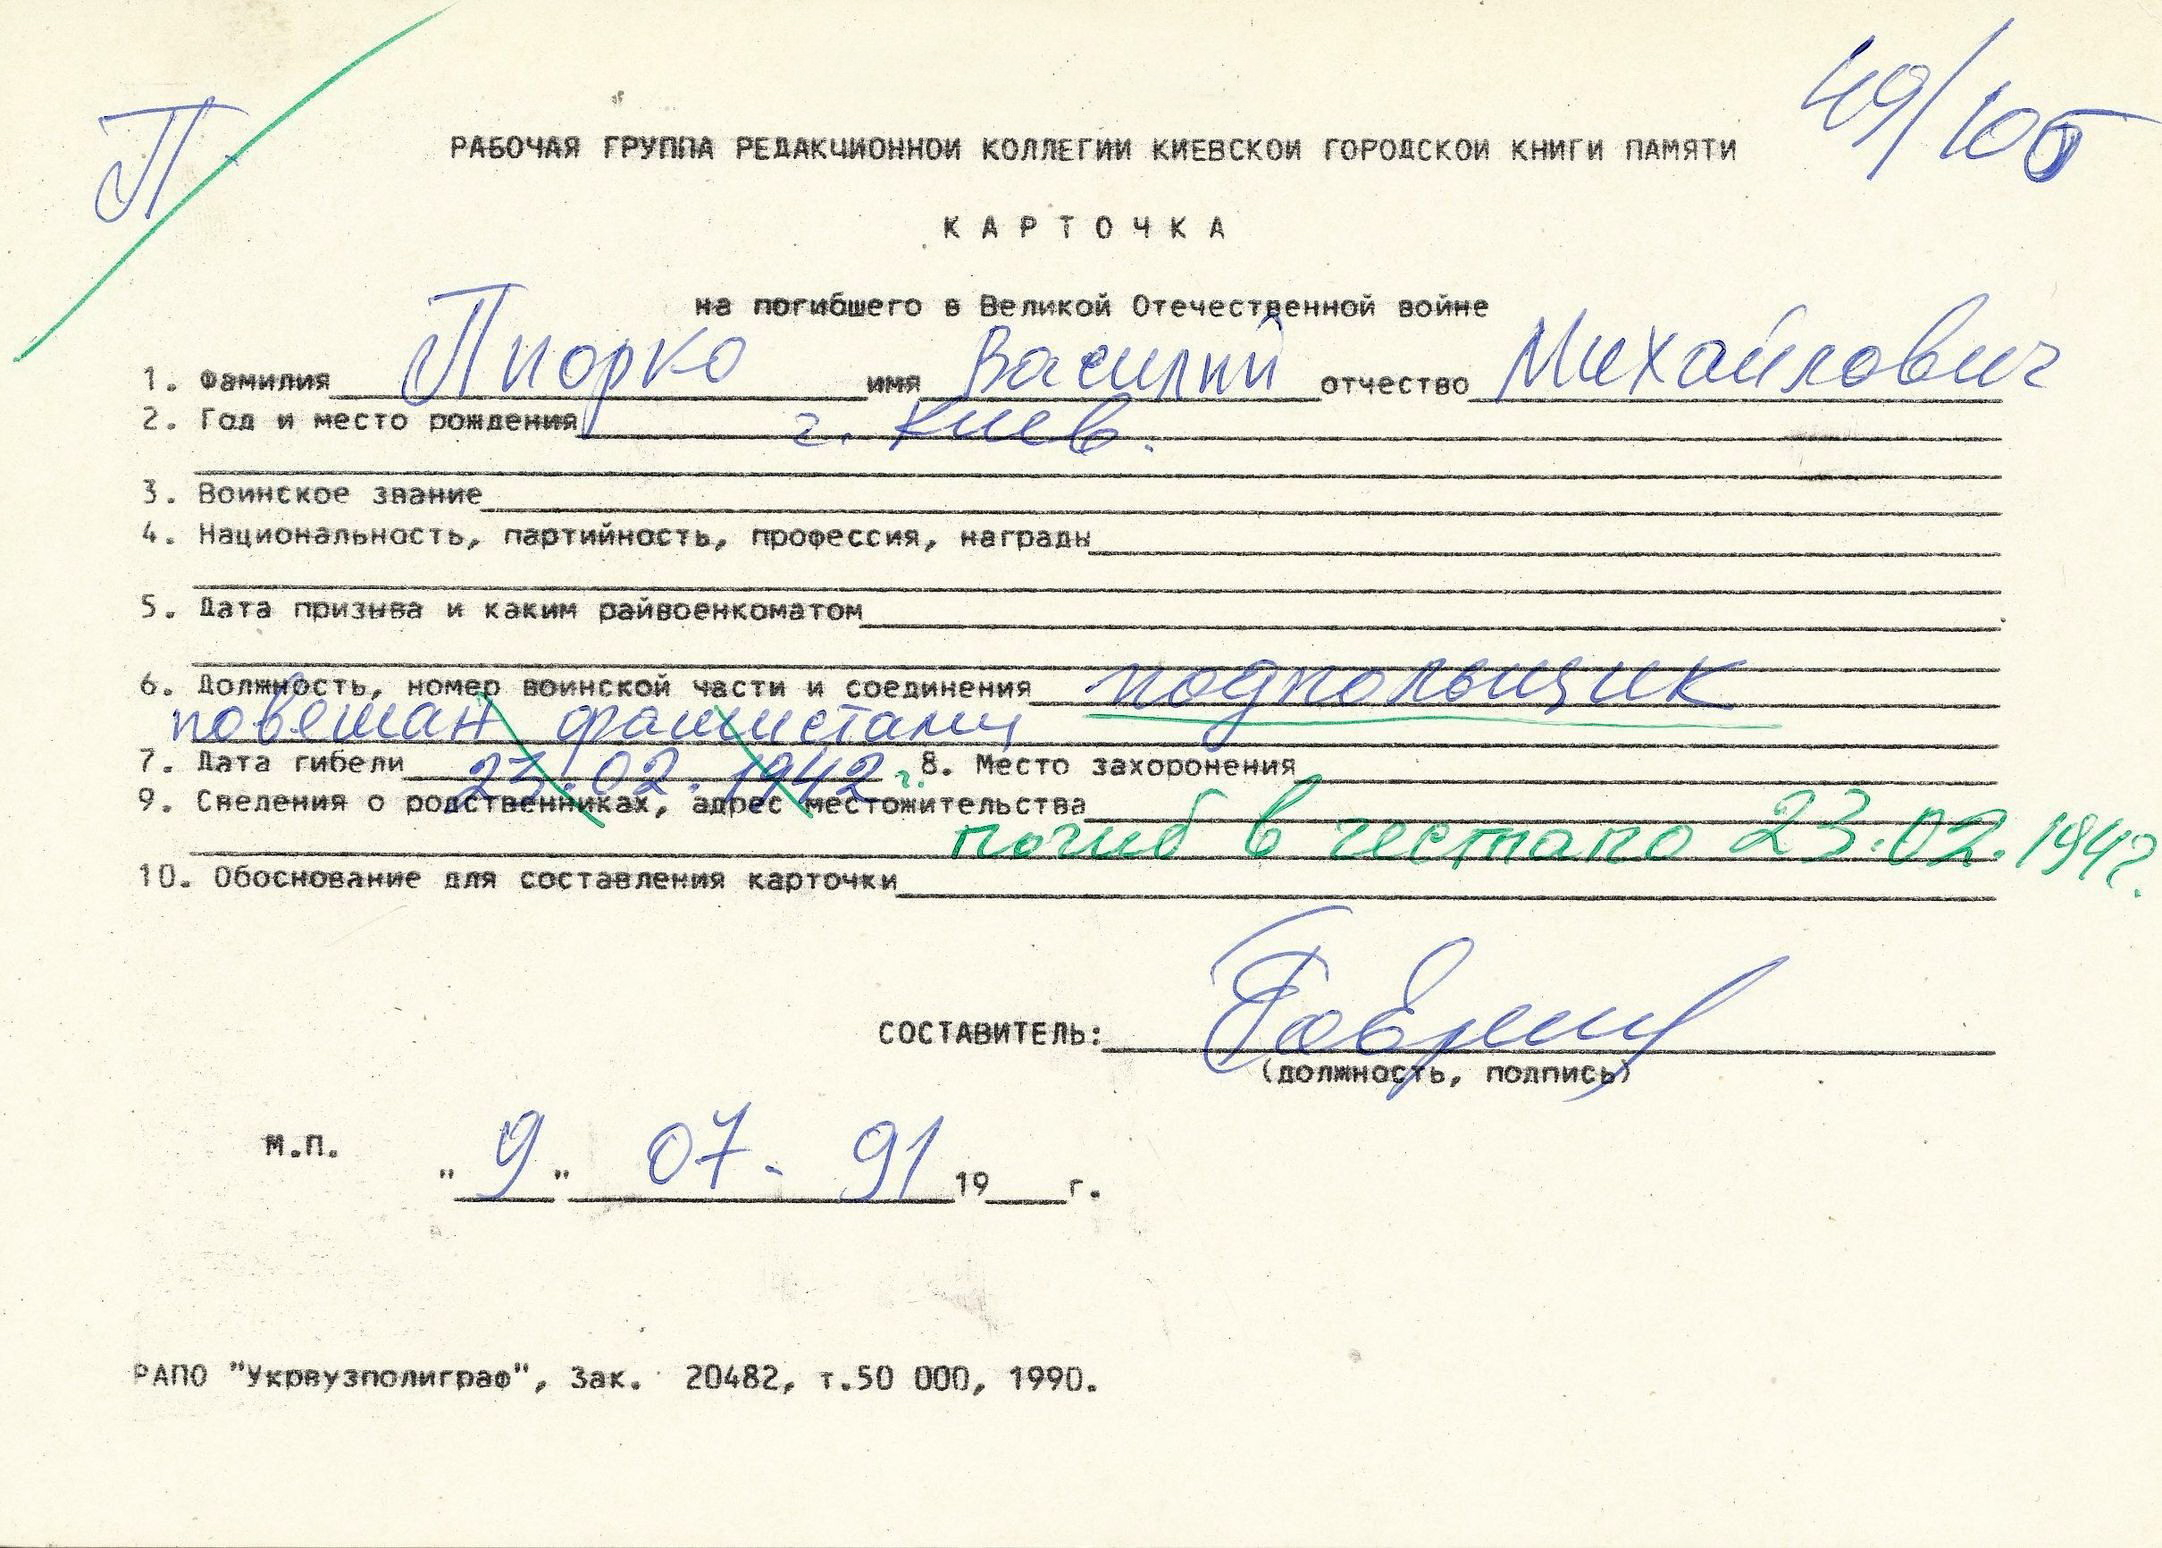 П
49/105
РАБОЧАЯ ГРУППА РЕДАКЦИОННОЙ КОЛЛЕГИИ КИЕВСКОЙ ГОРОДСКОЙ КНИГИ ПАМЯТИ
КАРТОЧКА
на погибшего в Великой Отечественной войне
1. Фамилия Пиорко имя Василий отчество Михайлович
2. Год и место рождения г. Киев.
3. Воинское звание
4. Национальность, партийность, профессия, награды
5. Дата призыва и каким райвоенкоматом
6. Должность, номер воинской части и соединения подпольщик
повешан фашистами
7. Дата гибели 23.02.1942 г. 8. Место захоронения
9. Сведения о родственниках, адрес местожительства
погиб в гестапо 23.02.194?.
10. Обоснование для составления карточки
СОСТАВИТЕЛЬ:
(должность, подпись)
М.П.
"9" 07. 91 19 г.
РАПО "Укрвузполиграф", Зак. 20482, т.50 000, 1990.